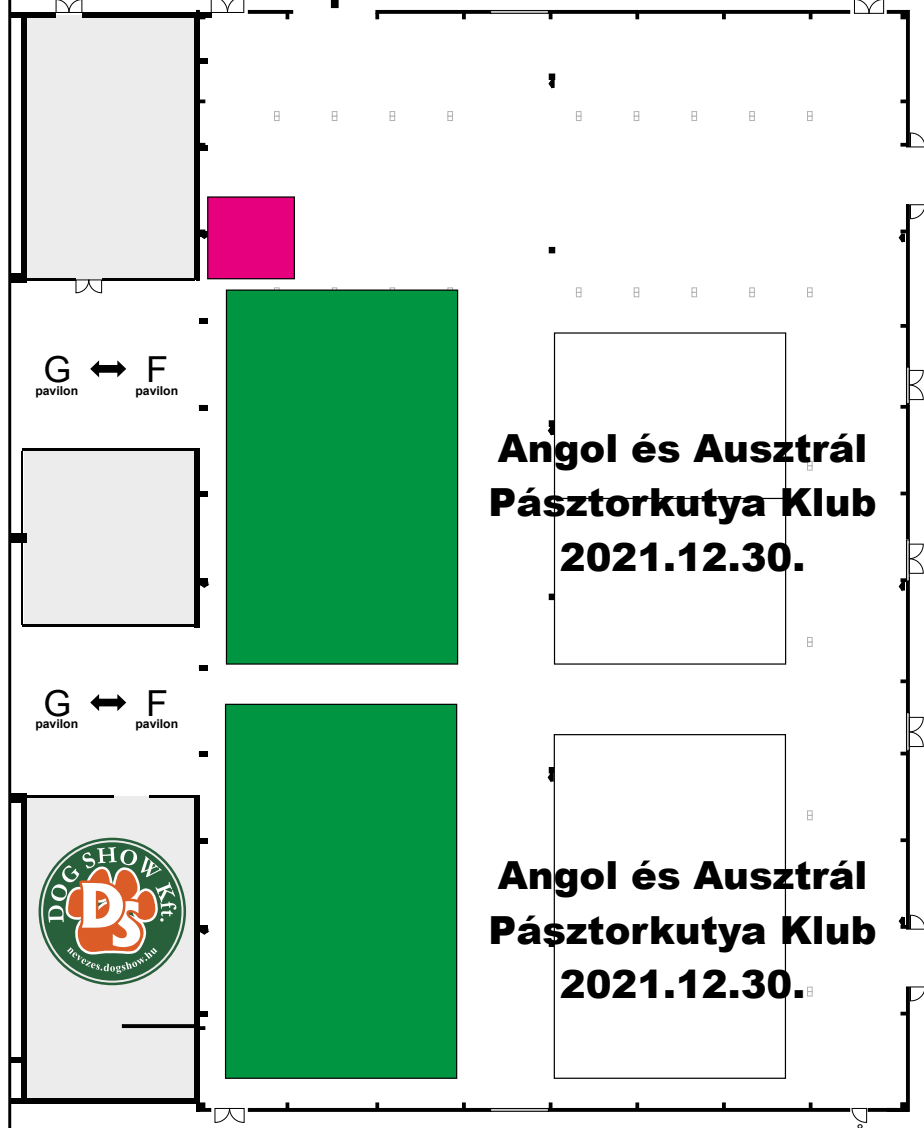 G F
pavilon pavilon
Angol és Ausztrál
Pásztorkutya Klub
2021.12.30.
G F
pavilon pavilon
DOG SHOW Kft.
DS
nevezes.dogshow.hu
Angol és Ausztrál
Pásztorkutya Klub
2021.12.30.